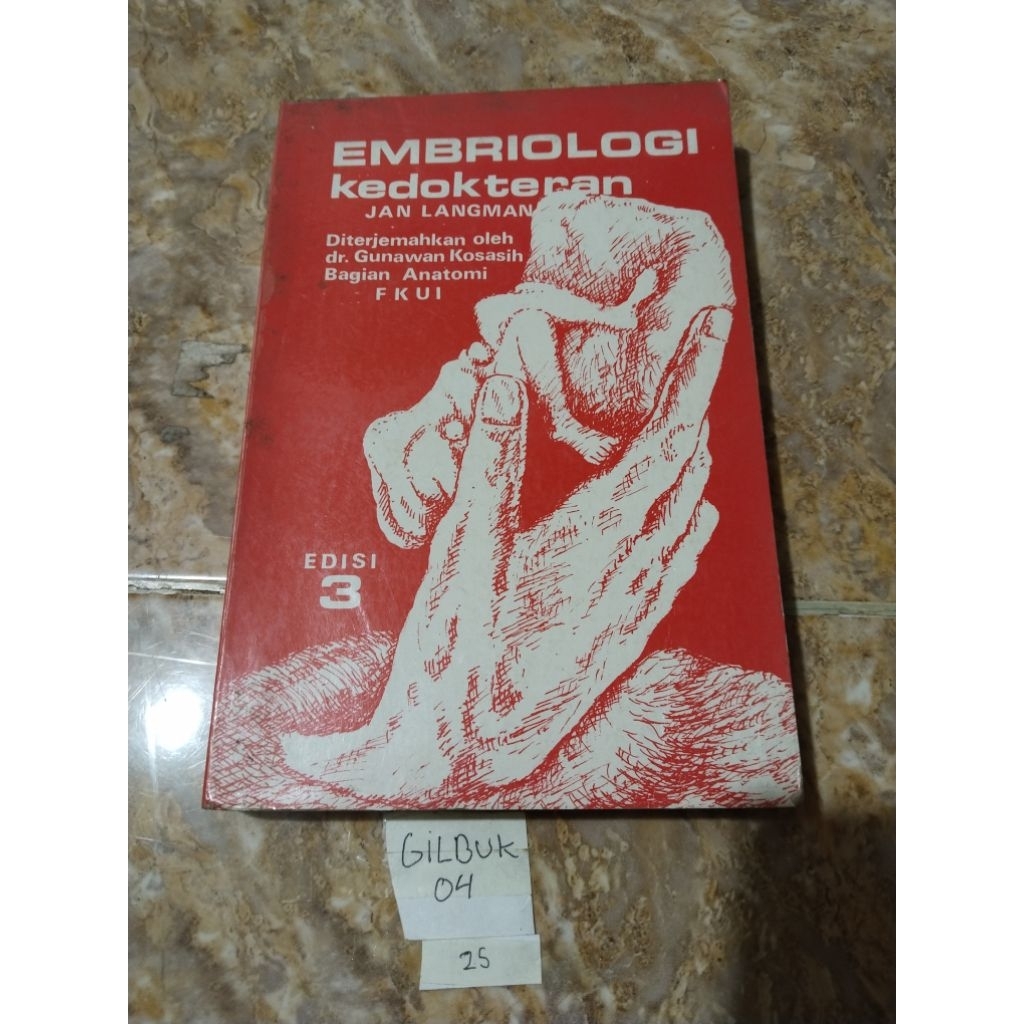 EMBRIOLOGI
kedokteran
JAN LANGMAN
Diterjemahkan oleh
dr. Gunawan Kosasih
Bagian Anatomi
FKUI
EDISI
3
GiLBUK
04
25